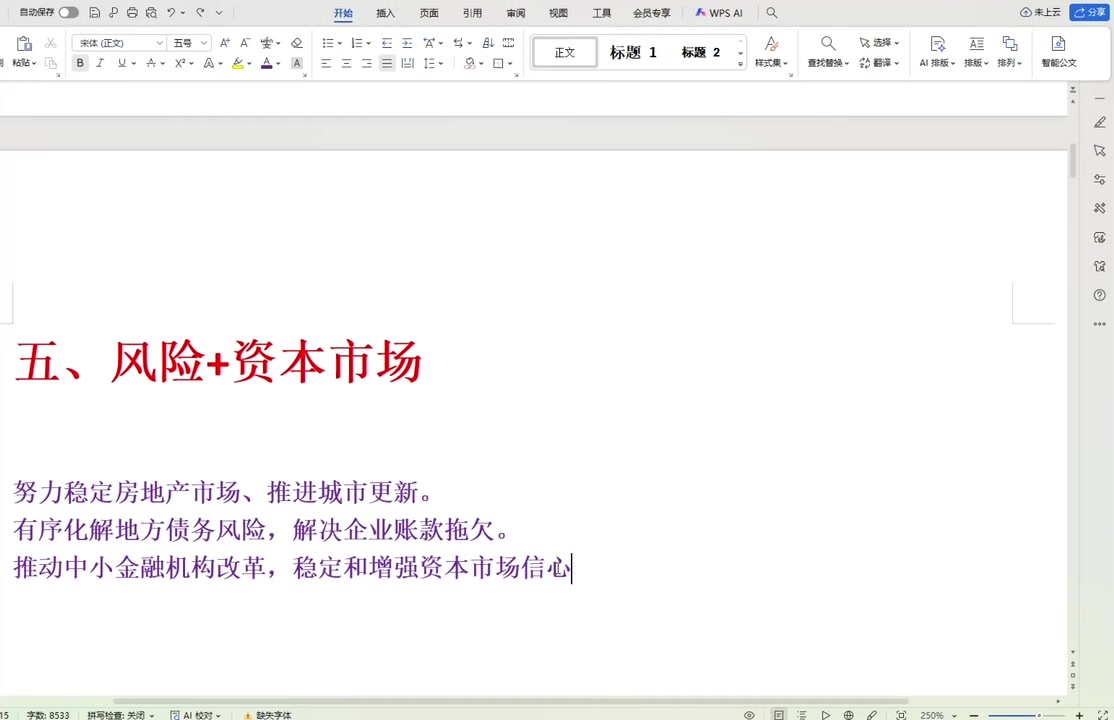 自动保存 开始 插入 页面 引用 审阅 视图 工具 会员专享 WPS AI 未上云 分享
宋体 (正文) 五号 A+ A-
粘贴 B I U A X² A A A
正文 标题 1 标题 2 样式集 查找替换 选择 翻译 AI 排版 排版 排列 智能公文
五、风险+资本市场
努力稳定房地产市场、推进城市更新。
有序化解地方债务风险，解决企业账款拖欠。
推动中小金融机构改革，稳定和增强资本市场信心
15 字数: 8533 拼写检查: 关闭 AI 校对 缺失字体 250%